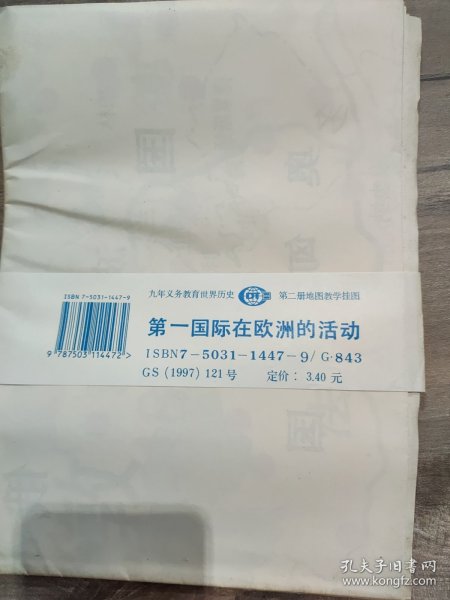 ISBN 7-5031-1447-9
9 787503 114472 >
九年义务教育世界历史 第二册地图教学挂图
第一国际在欧洲的活动
ISBN7-5031-1447-9/G·843
GS (1997) 121号 定价: 3.40 元
孔夫子旧书网
www.kongfz.com